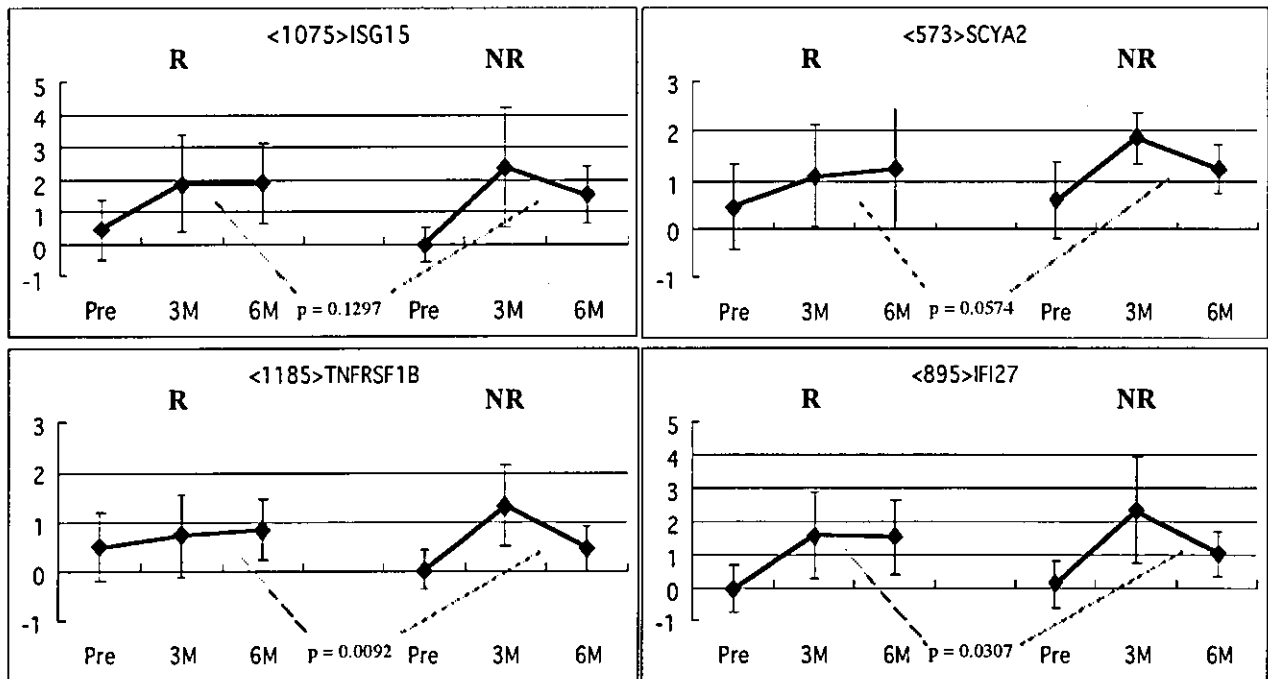 <1075>ISG15
R NR
5
4
3
2
1
0
-1
Pre 3M 6M p = 0.1297 Pre 3M 6M
<573>SCYA2
R NR
3
2
1
0
-1
Pre 3M 6M p = 0.0574 Pre 3M 6M
<1185>TNFRSF1B
R NR
3
2
1
0
-1
Pre 3M 6M p = 0.0092 Pre 3M 6M
<895>IFI27
R NR
5
4
3
2
1
0
-1
Pre 3M 6M p = 0.0307 Pre 3M 6M